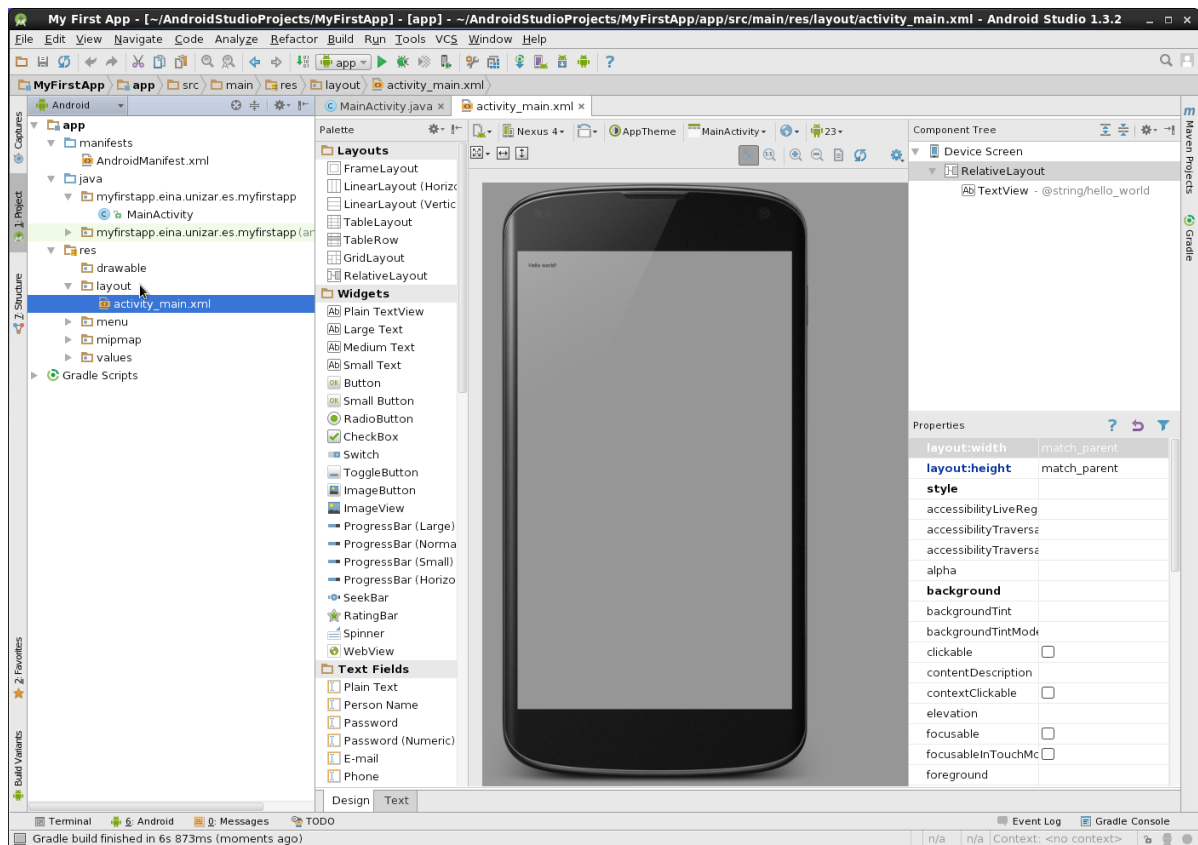 My First App - [~/AndroidStudioProjects/MyFirstApp] - [app] - ~/AndroidStudioProjects/MyFirstApp/app/src/main/res/layout/activity_main.xml - Android Studio 1.3.2
File Edit View Navigate Code Analyze Refactor Build Run Tools VCS Window Help
app
MyFirstApp app src main res layout activity_main.xml
Android
MainActivity.java
activity_main.xml
Captures
1: Project
7: Structure
2: Favorites
Build Variants
app
manifests
AndroidManifest.xml
java
myfirstapp.eina.unizar.es.myfirstapp
MainActivity
myfirstapp.eina.unizar.es.myfirstapp (an
res
drawable
layout
activity_main.xml
menu
mipmap
values
Gradle Scripts
Palette
Layouts
FrameLayout
LinearLayout (Horizo
LinearLayout (Vertic
TableLayout
TableRow
GridLayout
RelativeLayout
Widgets
Plain TextView
Large Text
Medium Text
Small Text
Button
Small Button
RadioButton
CheckBox
Switch
ToggleButton
ImageButton
ImageView
ProgressBar (Large)
ProgressBar (Norma
ProgressBar (Small)
ProgressBar (Horizo
SeekBar
RatingBar
Spinner
WebView
Text Fields
Plain Text
Person Name
Password
Password (Numeric)
E-mail
Phone
Nexus 4 AppTheme MainActivity 23
Hello world!
Design Text
Component Tree
Device Screen
RelativeLayout
TextView - @string/hello_world
Properties
layout:width match_parent
layout:height match_parent
style
accessibilityLiveReg
accessibilityTraversa
accessibilityTraversa
alpha
background
backgroundTint
backgroundTintMode
clickable
contentDescription
contextClickable
elevation
focusable
focusableInTouchMo
foreground
Maven Projects
Gradle
Terminal 6: Android 0: Messages TODO Event Log Gradle Console
Gradle build finished in 6s 873ms (moments ago) n/a n/a Context: <no context>